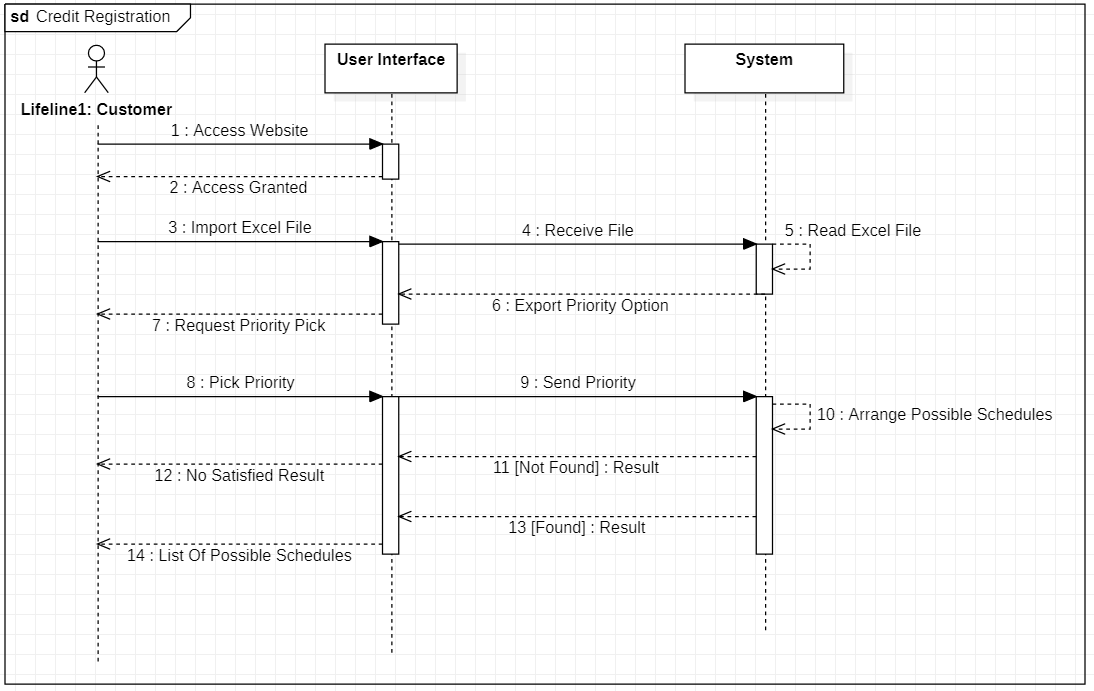 sd Credit Registration
User Interface
System
Lifeline1: Customer
1 : Access Website
2 : Access Granted
3 : Import Excel File
4 : Receive File
5 : Read Excel File
6 : Export Priority Option
7 : Request Priority Pick
8 : Pick Priority
9 : Send Priority
10 : Arrange Possible Schedules
11 [Not Found] : Result
12 : No Satisfied Result
13 [Found] : Result
14 : List Of Possible Schedules